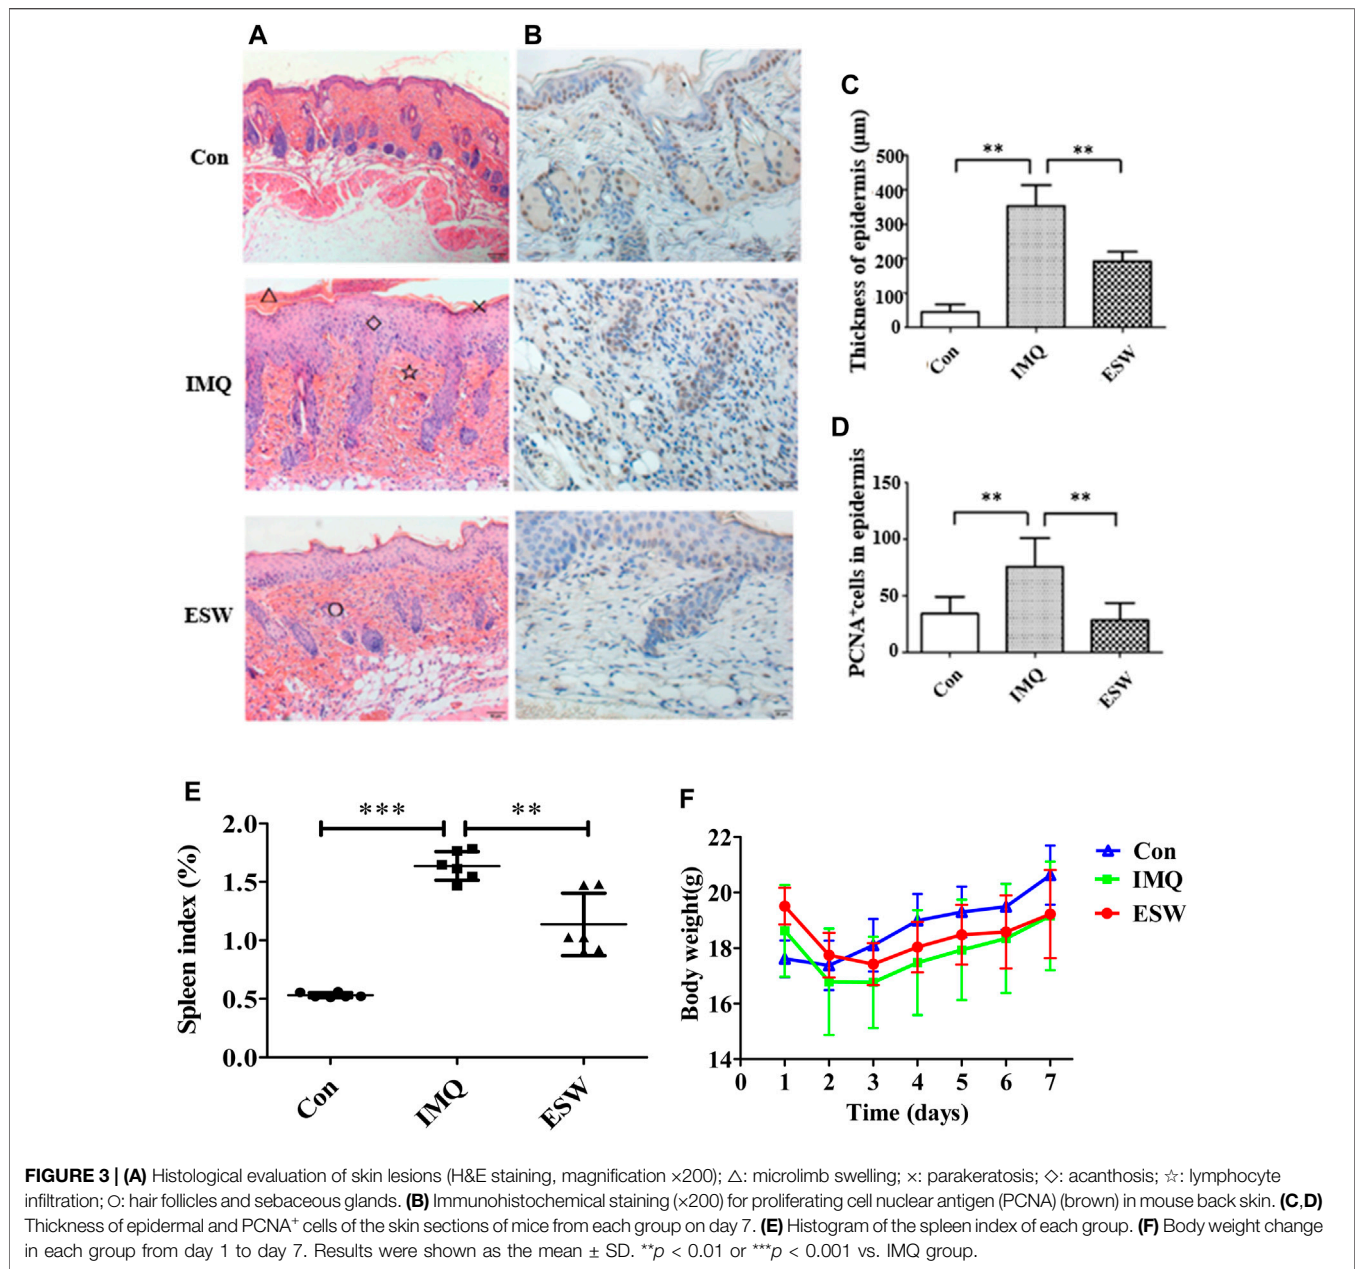 A
B
Con
IMQ
ESW
C
Thickness of epidermis (μm)
500
400
300
200
100
0
**
**
Con
IMQ
ESW
D
PCNA⁺cells in epidermis
150
100
50
0
**
**
Con
IMQ
ESW
E
Spleen index (%)
2.0
1.5
1.0
0.5
0.0
***
**
Con
IMQ
ESW
F
Body weight(g)
22
20
18
16
14
0 1 2 3 4 5 6 7
Time (days)
Con
IMQ
ESW
FIGURE 3 | (A) Histological evaluation of skin lesions (H&E staining, magnification ×200); △: microlimb swelling; ×: parakeratosis; ◇: acanthosis; ☆: lymphocyte
infiltration; O: hair follicles and sebaceous glands. (B) Immunohistochemical staining (×200) for proliferating cell nuclear antigen (PCNA) (brown) in mouse back skin. (C,D)
Thickness of epidermal and PCNA⁺ cells of the skin sections of mice from each group on day 7. (E) Histogram of the spleen index of each group. (F) Body weight change
in each group from day 1 to day 7. Results were shown as the mean ± SD. **p < 0.01 or ***p < 0.001 vs. IMQ group.